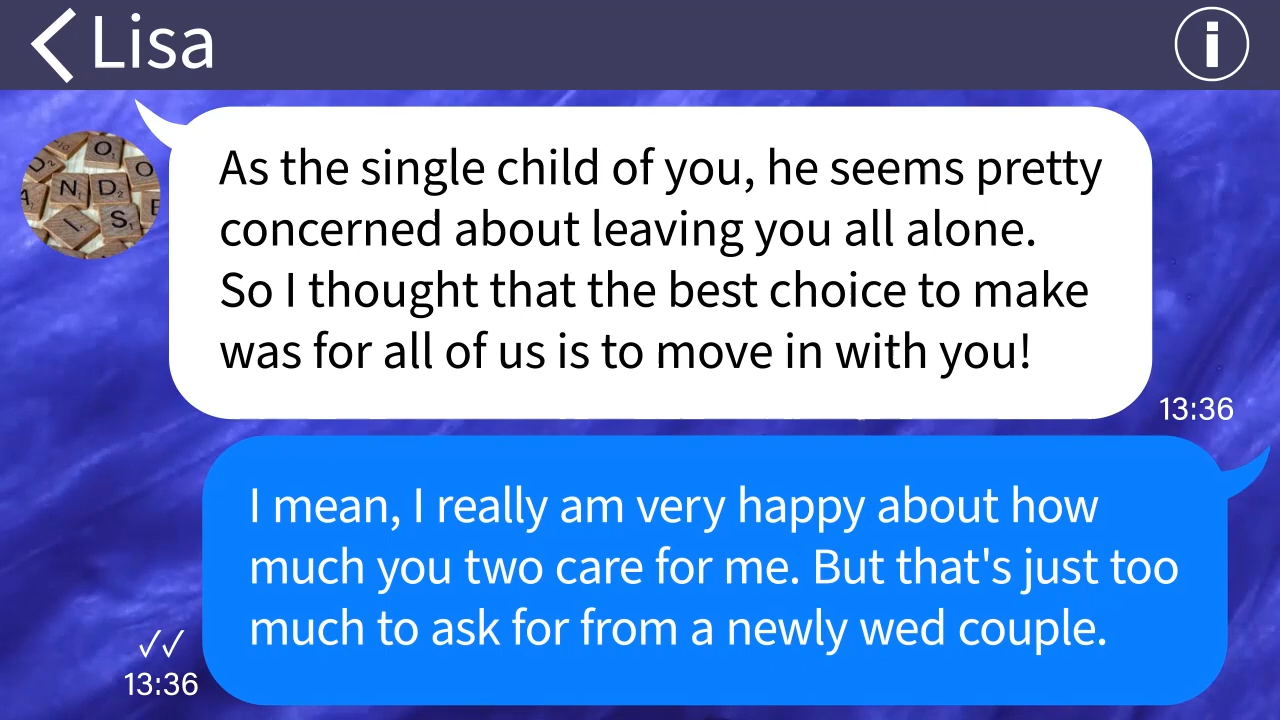 Lisa
As the single child of you, he seems pretty
concerned about leaving you all alone.
So I thought that the best choice to make
was for all of us is to move in with you!
13:36
I mean, I really am very happy about how
much you two care for me. But that's just too
much to ask for from a newly wed couple.
13:36